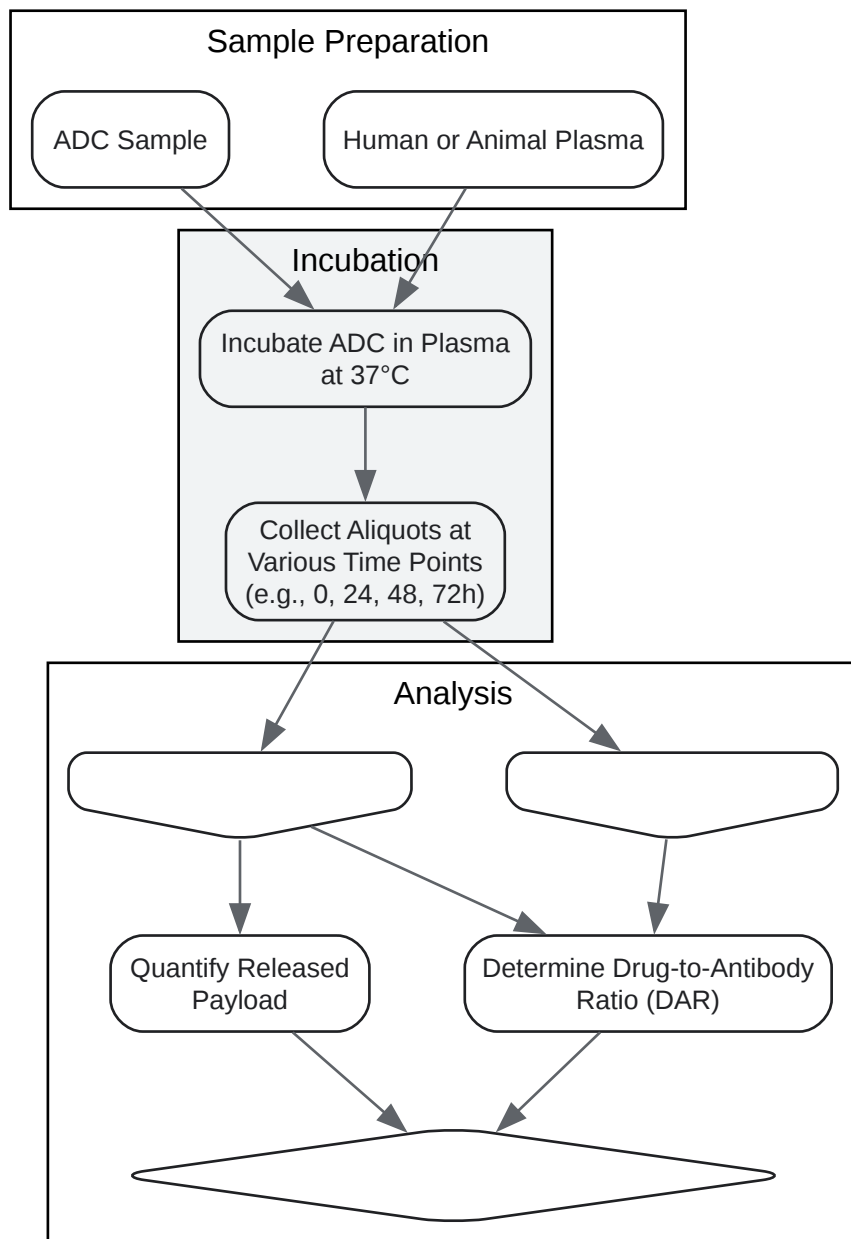 Sample Preparation
ADC Sample
Human or Animal Plasma
Incubation
Incubate ADC in Plasma
at 37°C
Collect Aliquots at
Various Time Points
(e.g., 0, 24, 48, 72h)
Analysis
Quantify Released
Payload
Determine Drug-to-Antibody
Ratio (DAR)